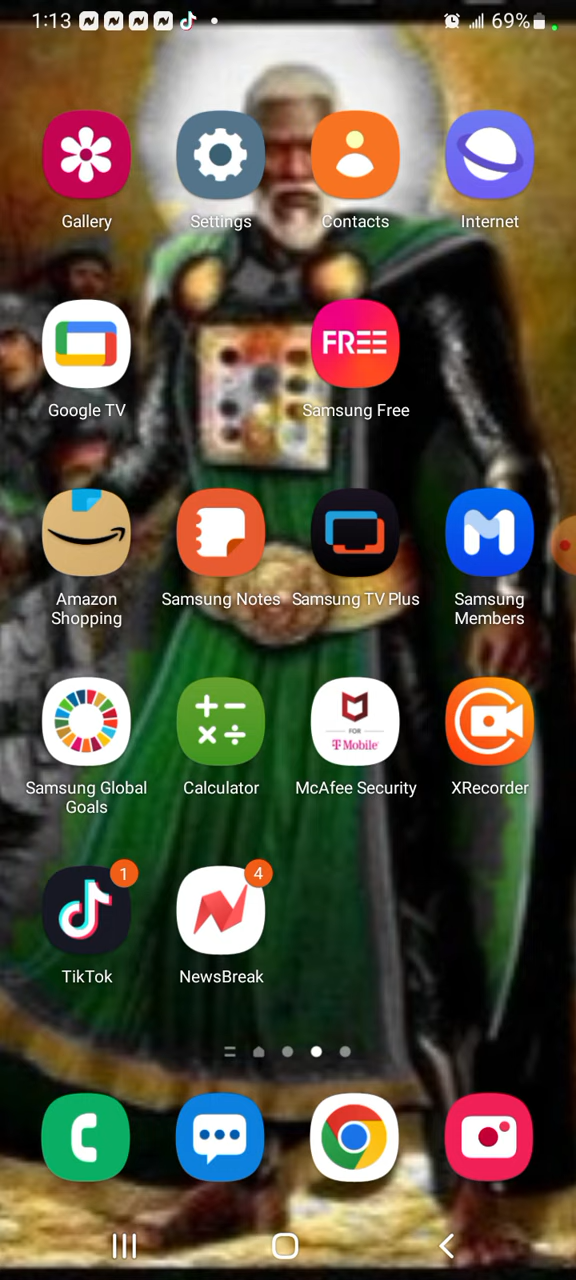 1:13 69%
Gallery Settings Contacts Internet
FREE
Google TV Samsung Free
Amazon Shopping Samsung Notes Samsung TV Plus Samsung Members
FOR
T Mobile
Samsung Global Goals Calculator McAfee Security XRecorder
1 4
TikTok NewsBreak